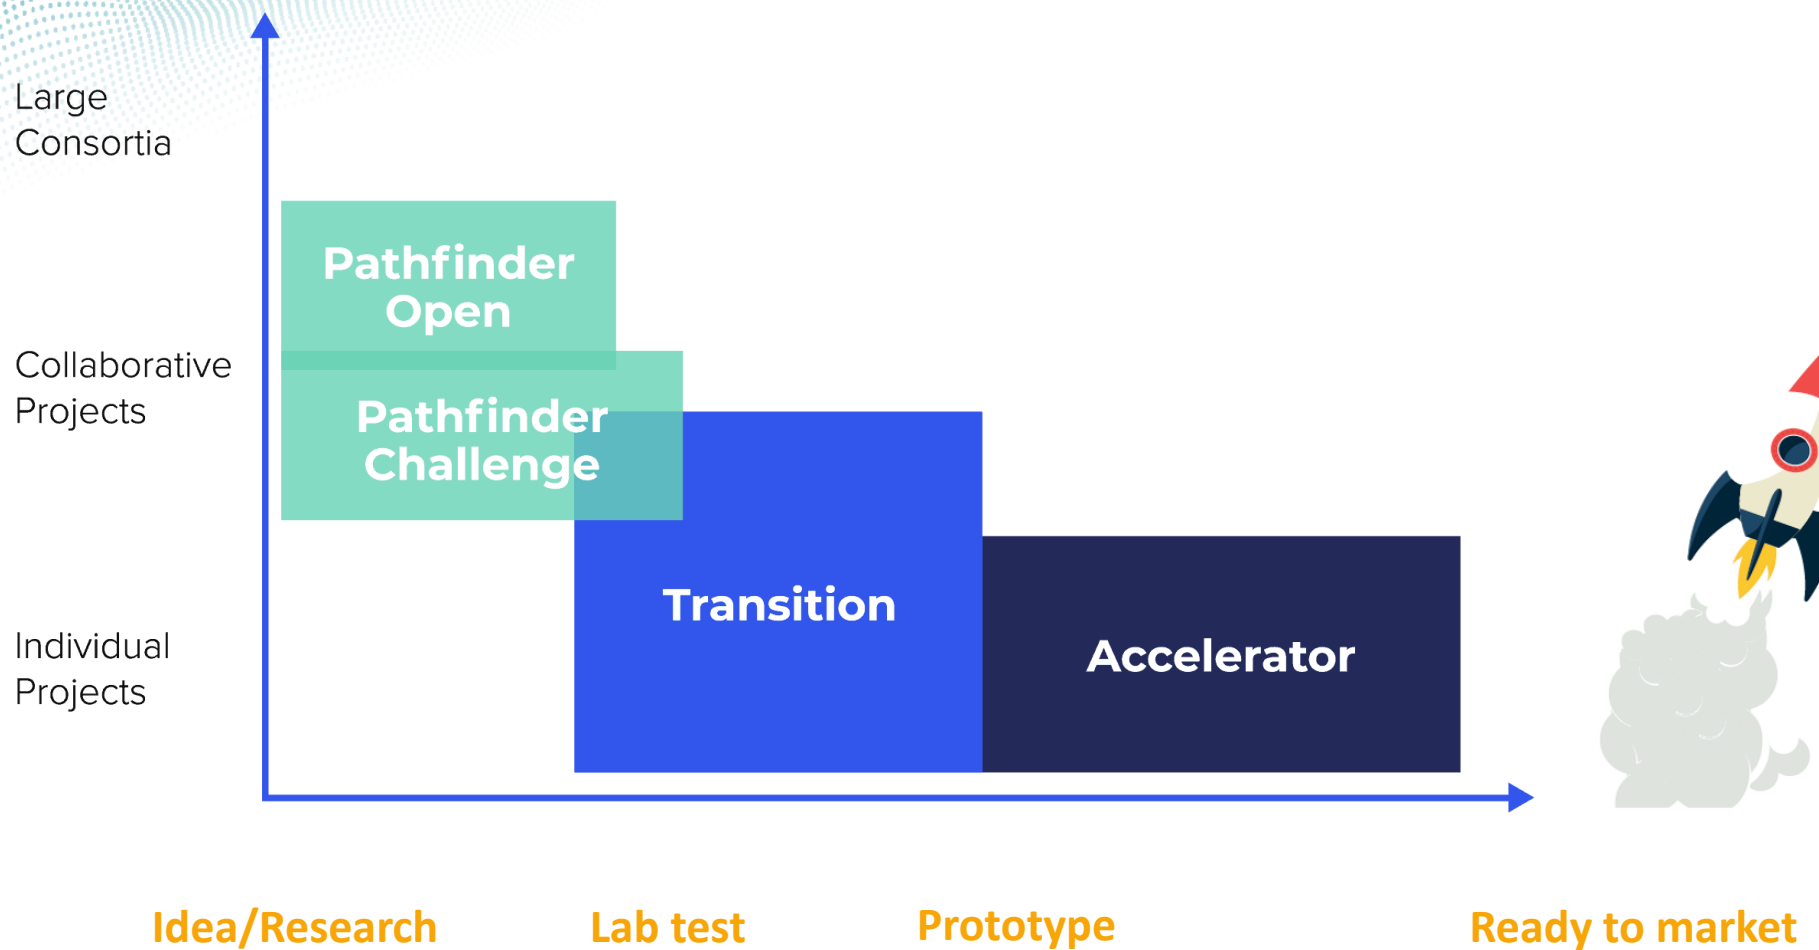 Large
Consortia
Pathfinder
Open
Collaborative
Projects
Pathfinder
Challenge
Transition
Individual
Projects
Accelerator
Idea/Research
Lab test
Prototype
Ready to market